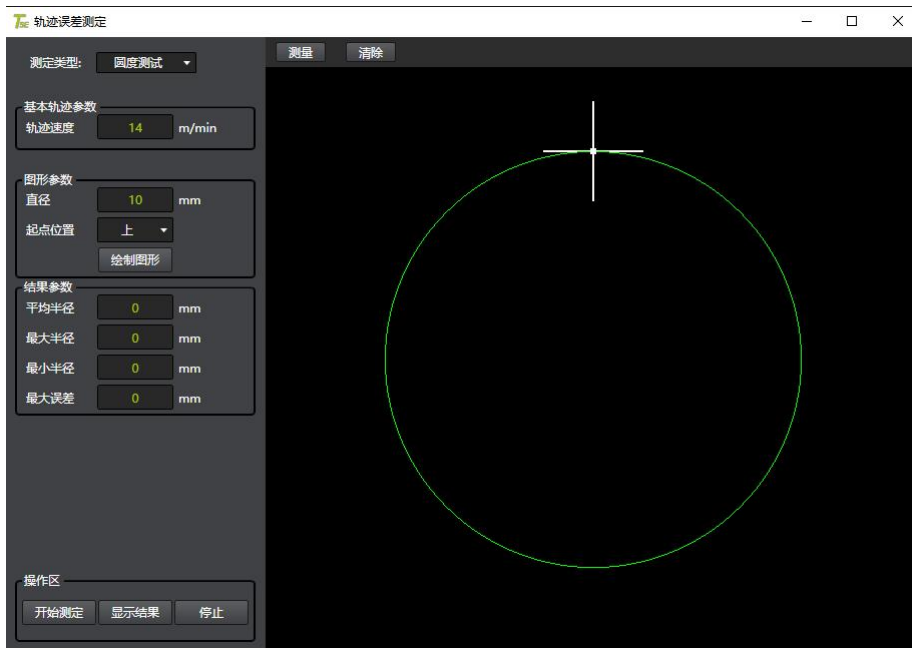 TSE 轨迹误差测定
测定类型: 圆度测试
测量 清除
基本轨迹参数
轨迹速度 14 m/min
图形参数
直径 10 mm
起点位置 上
绘制图形
结果参数
平均半径 0 mm
最大半径 0 mm
最小半径 0 mm
最大误差 0 mm
操作区
开始测定 显示结果 停止